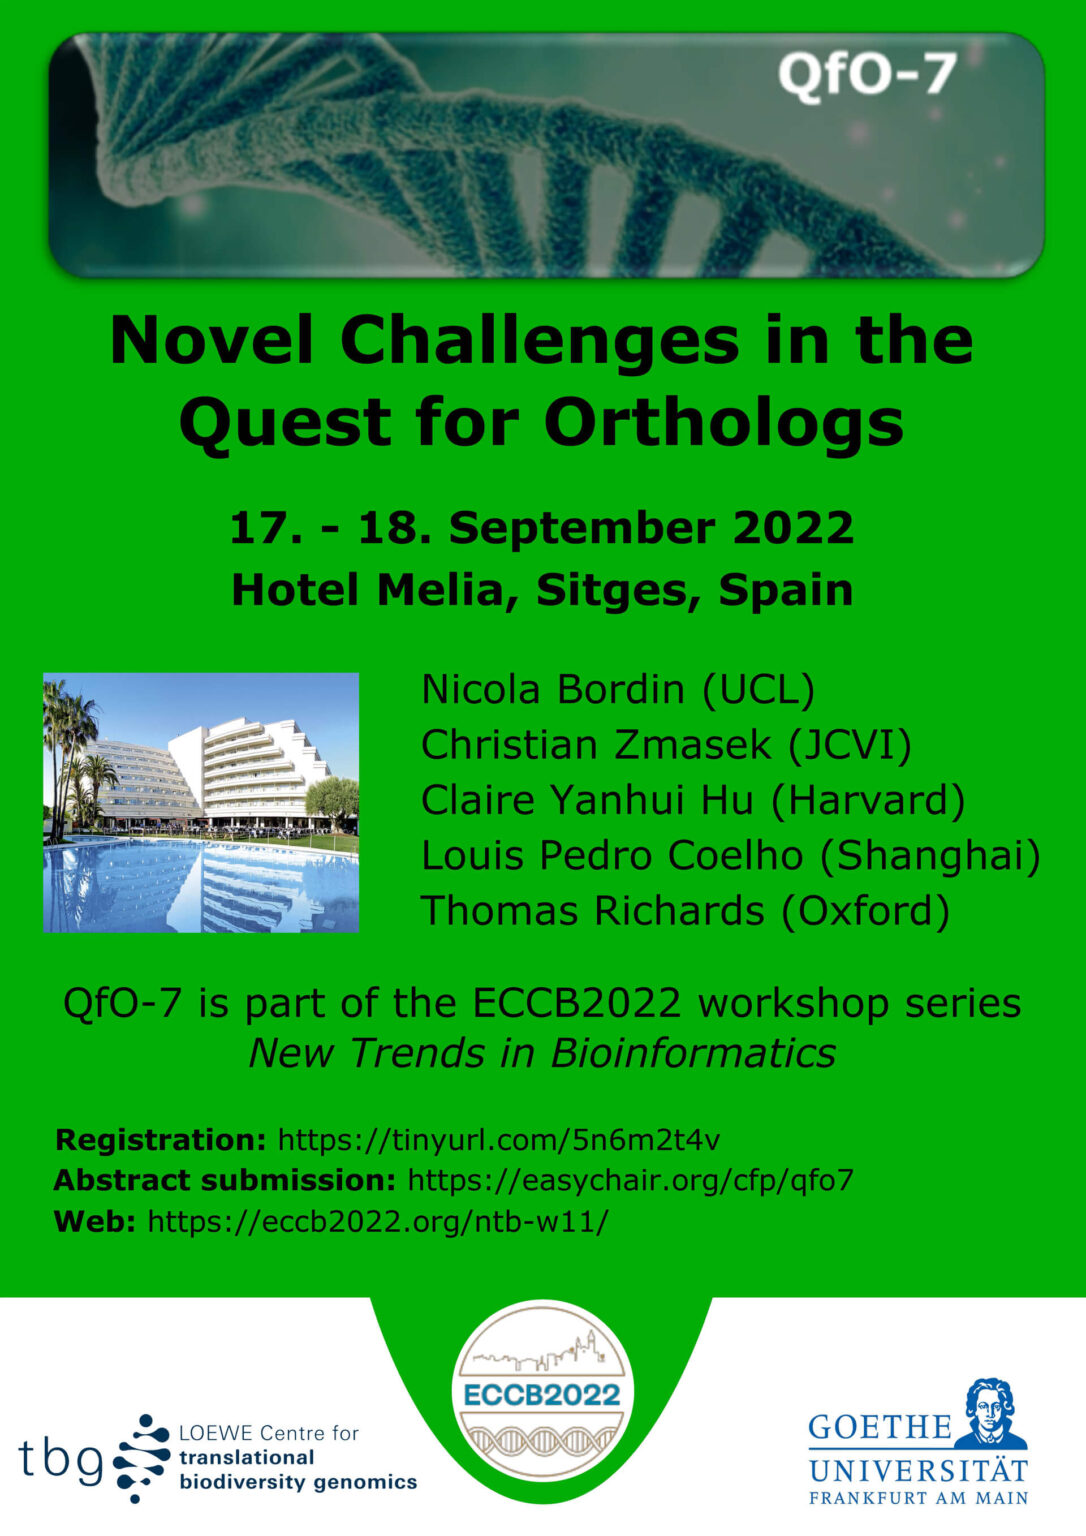 QfO-7
Novel Challenges in the
Quest for Orthologs
17. - 18. September 2022
Hotel Melia, Sitges, Spain
Nicola Bordin (UCL)
Christian Zmasek (JCVI)
Claire Yanhui Hu (Harvard)
Louis Pedro Coelho (Shanghai)
Thomas Richards (Oxford)
QfO-7 is part of the ECCB2022 workshop series
New Trends in Bioinformatics
Registration: https://tinyurl.com/5n6m2t4v
Abstract submission: https://easychair.org/cfp/qfo7
Web: https://eccb2022.org/ntb-w11/
tbg
LOEWE Centre for
translational
biodiversity genomics
ECCB2022
GOETHE
UNIVERSITÄT
FRANKFURT AM MAIN